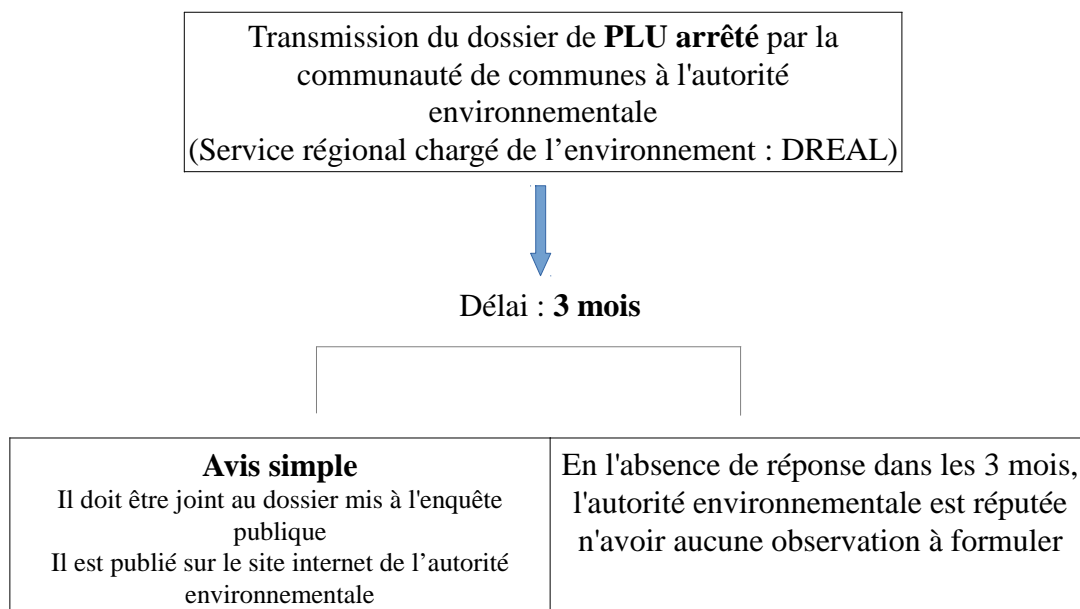 Transmission du dossier de PLU arrêté par la
communauté de communes à l'autorité
environnementale
(Service régional chargé de l’environnement : DREAL)
Délai : 3 mois
Avis simple
Il doit être joint au dossier mis à l'enquête
publique
Il est publié sur le site internet de l’autorité
environnementale
En l'absence de réponse dans les 3 mois,
l'autorité environnementale est réputée
n'avoir aucune observation à formuler